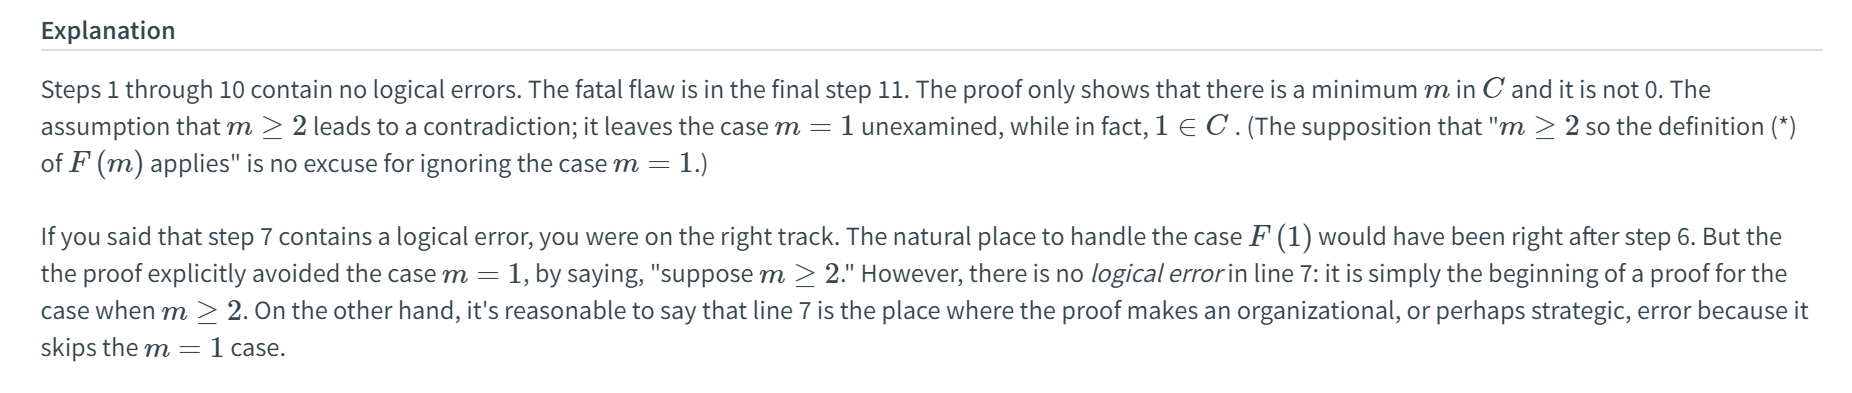 Explanation
Steps 1 through 10 contain no logical errors. The fatal flaw is in the final step 11. The proof only shows that there is a minimum m in C and it is not 0. The
assumption that m ≥ 2 leads to a contradiction; it leaves the case m = 1 unexamined, while in fact, 1 ∈ C. (The supposition that "m ≥ 2 so the definition (*)
of F (m) applies" is no excuse for ignoring the case m = 1.)
If you said that step 7 contains a logical error, you were on the right track. The natural place to handle the case F (1) would have been right after step 6. But the
the proof explicitly avoided the case m = 1, by saying, "suppose m ≥ 2." However, there is no logical error in line 7: it is simply the beginning of a proof for the
case when m ≥ 2. On the other hand, it's reasonable to say that line 7 is the place where the proof makes an organizational, or perhaps strategic, error because it
skips the m = 1 case.